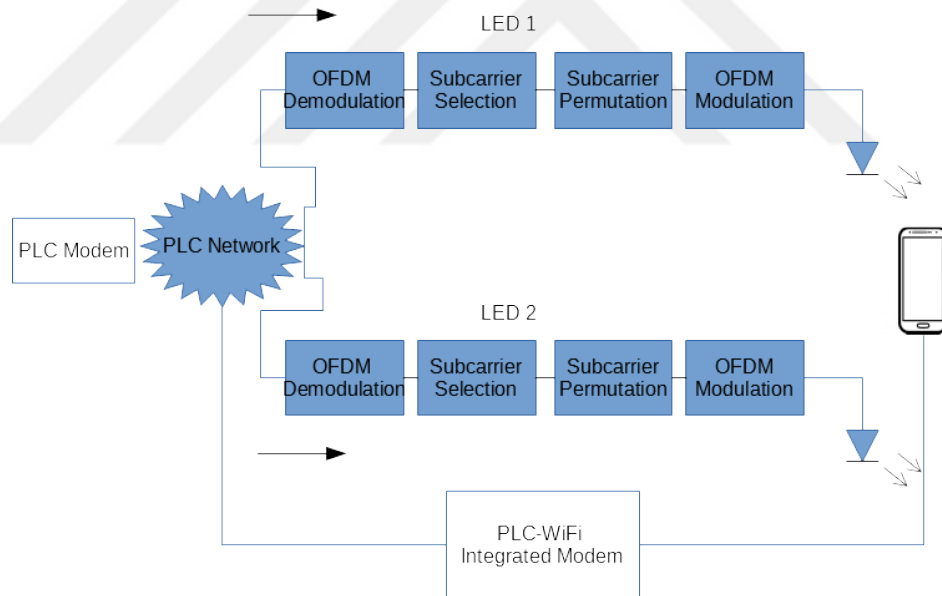 LED 1
OFDM
Demodulation
Subcarrier
Selection
Subcarrier
Permutation
OFDM
Modulation
PLC Modem
PLC Network
LED 2
OFDM
Demodulation
Subcarrier
Selection
Subcarrier
Permutation
OFDM
Modulation
PLC-WiFi
Integrated Modem